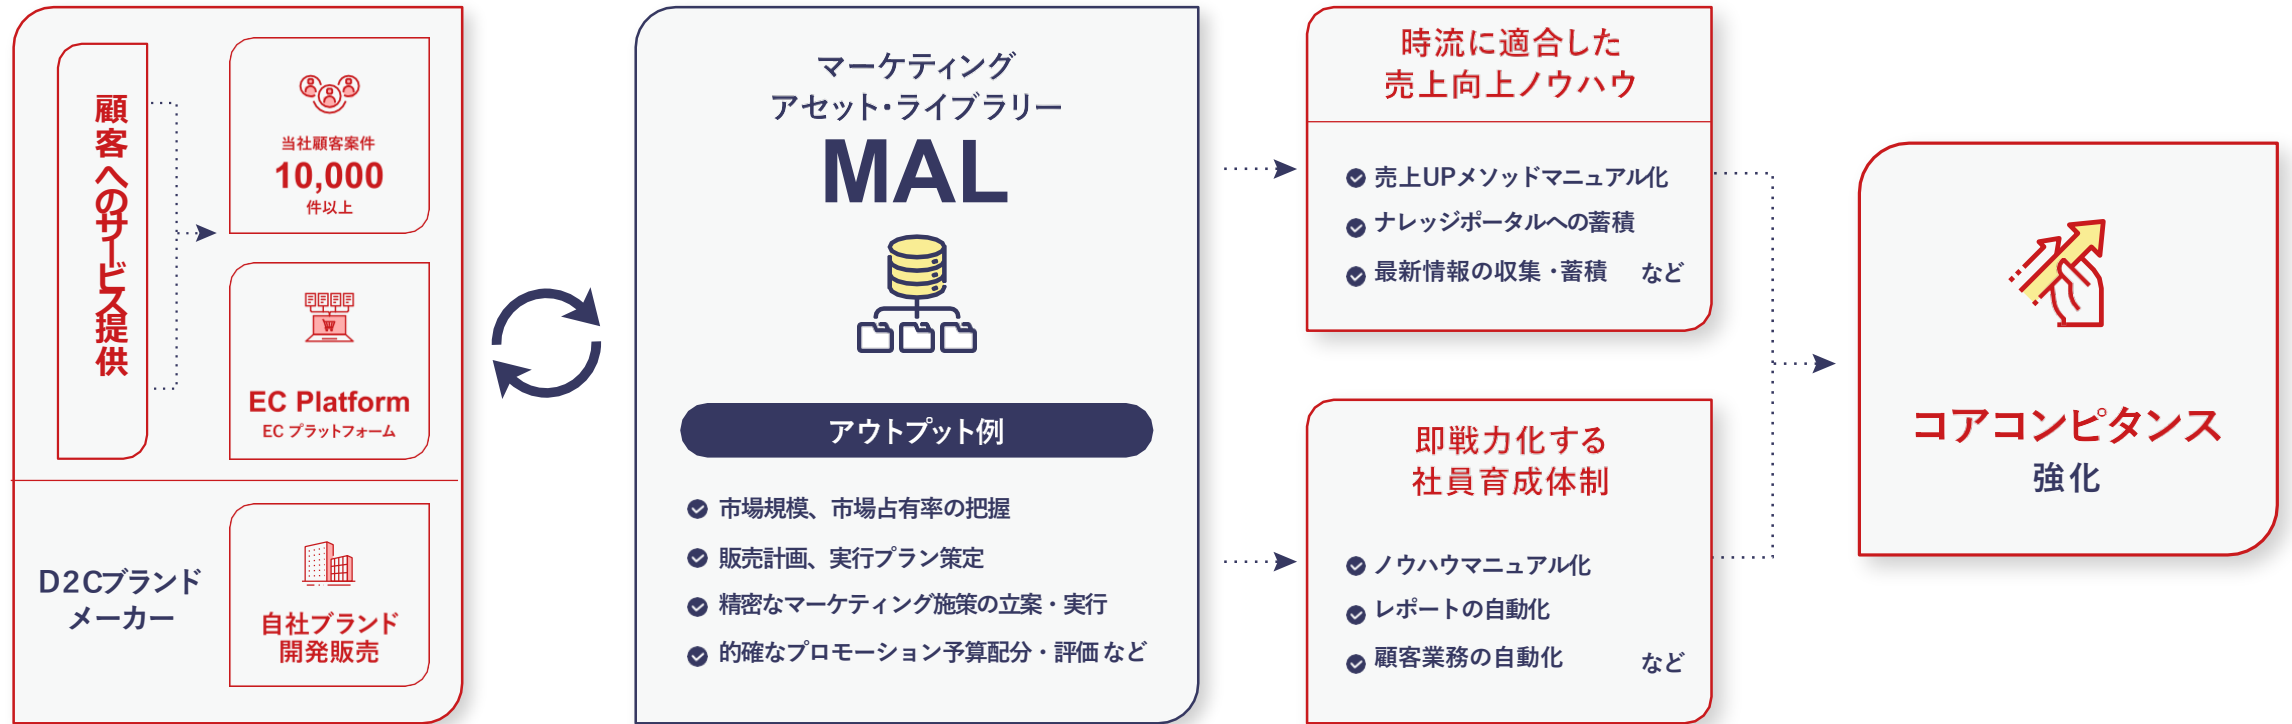 顧客へのサービス提供
当社顧客案件
10,000
件以上
EC Platform
EC プラットフォーム
D2Cブランド
メーカー
自社ブランド
開発販売
マーケティング
アセット・ライブラリー
MAL
アウトプット例
市場規模、市場占有率の把握
販売計画、実行プラン策定
精密なマーケティング施策の立案・実行
的確なプロモーション予算配分・評価 など
時流に適合した
売上向上ノウハウ
売上UPメソッドマニュアル化
ナレッジポータルへの蓄積
最新情報の収集・蓄積 など
即戦力化する
社員育成体制
ノウハウマニュアル化
レポートの自動化
顧客業務の自動化 など
コアコンピタンス
強化